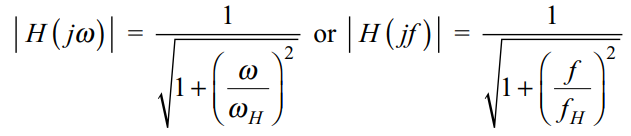 |H(jω)| = 1 / √(1 + (ω/ω_H)²) or |H(jf)| = 1 / √(1 + (f/f_H)²)